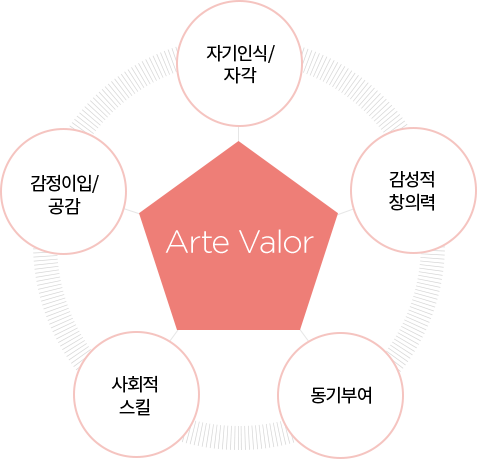 자기인식/
자각
감정이입/
공감
감성적
창의력
Arte Valor
사회적
스킬
동기부여